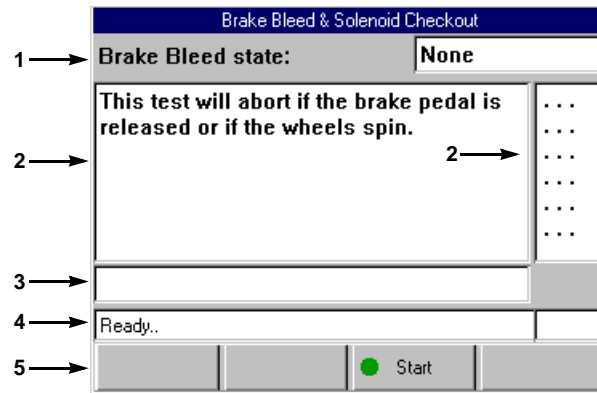 Brake Bleed & Solenoid Checkout
1 Brake Bleed state: None
This test will abort if the brake pedal is
released or if the wheels spin.
2
2
. . .
. . .
. . .
. . .
. . .
. . .
3
4 Ready..
5 Start